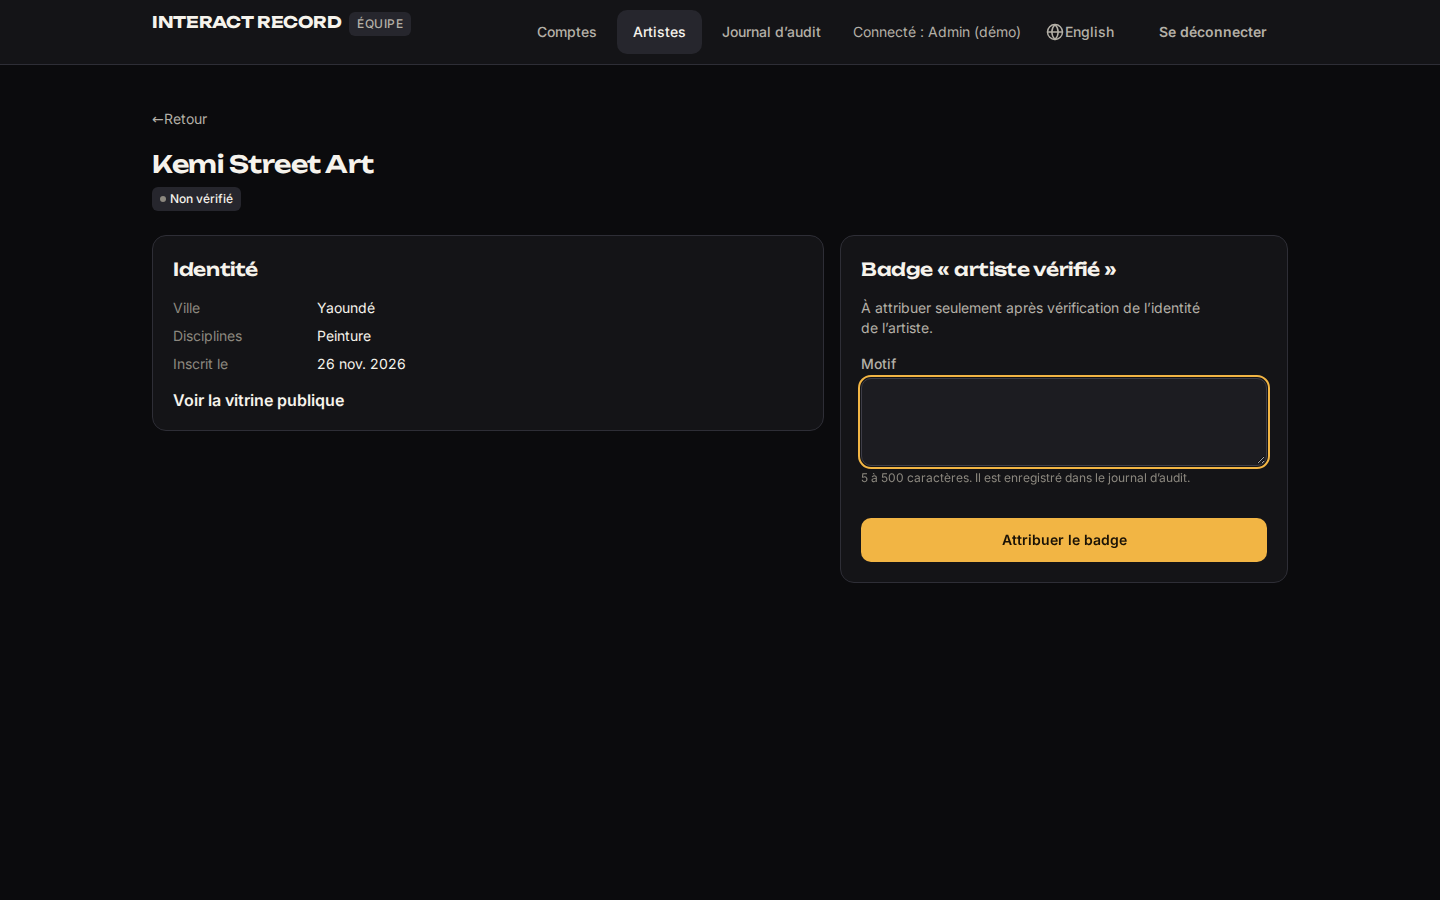 INTERACT RECORD ÉQUIPE Comptes Artistes Journal d’audit Connecté : Admin (démo) English Se déconnecter
←Retour
Kemi Street Art
Non vérifié
Identité
Ville Yaoundé
Disciplines Peinture
Inscrit le 26 nov. 2026
Voir la vitrine publique
Badge « artiste vérifié »
À attribuer seulement après vérification de l’identité
de l’artiste.
Motif
5 à 500 caractères. Il est enregistré dans le journal d’audit.
Attribuer le badge